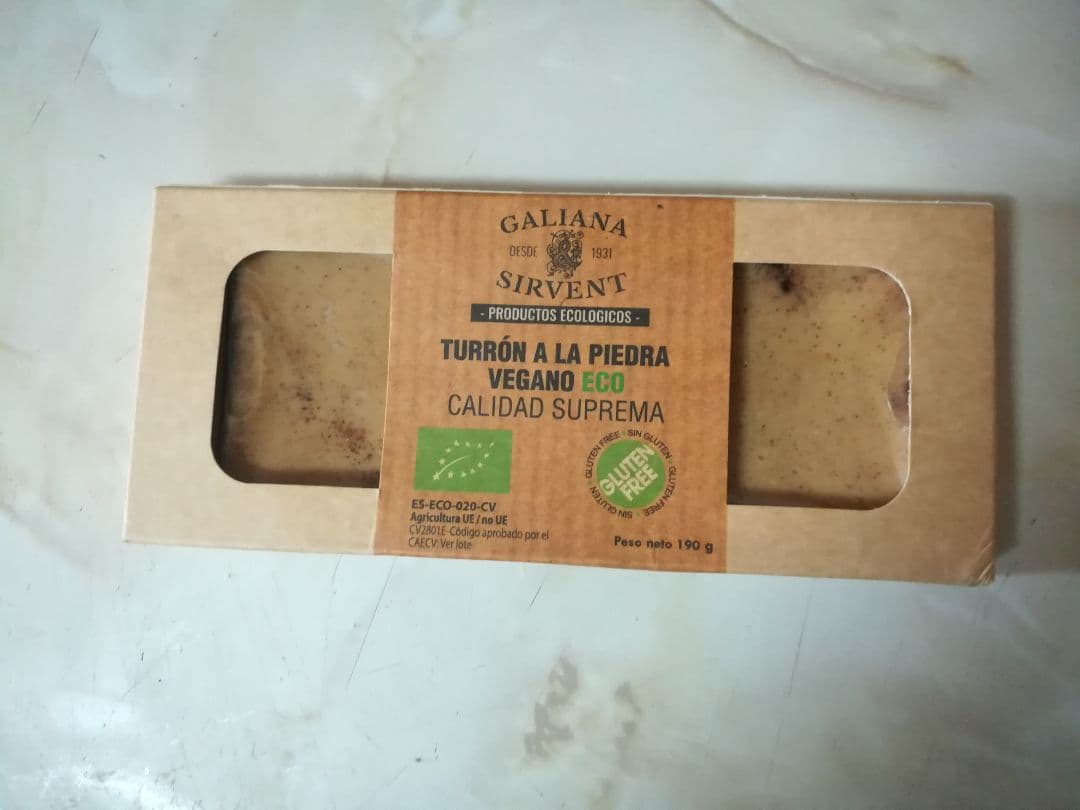 GALIANA
DESDE 1931
SIRVENT
- PRODUCTOS ECOLOGICOS -
TURRÓN A LA PIEDRA
VEGANO ECO
CALIDAD SUPREMA
GLUTEN FREE · SIN GLUTEN · GLUTEN FREE · SIN GLUTEN ·
GLUTEN
FREE
ES-ECO-020-CV
Agricultura UE / no UE
CV2801E-Código aprobado por el
CAECV: Ver lote
Peso neto 190 g